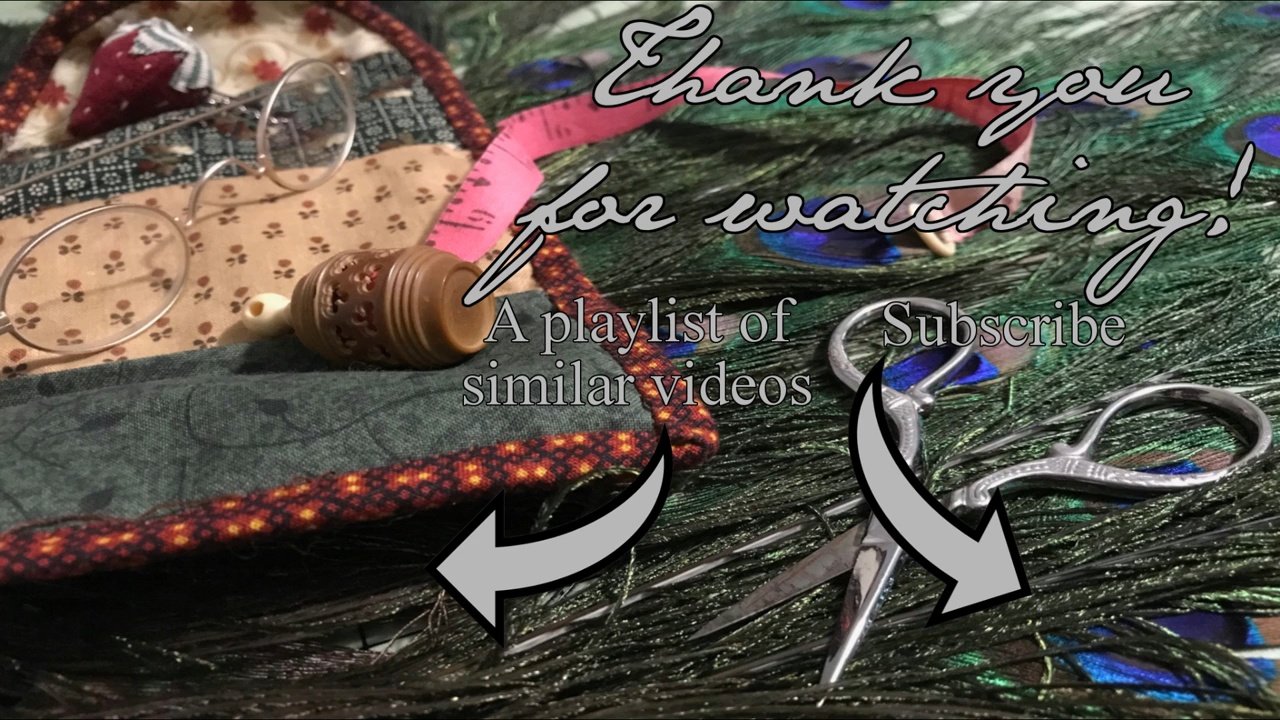 Thank you
for watching!
A playlist of
similar videos
Subscribe